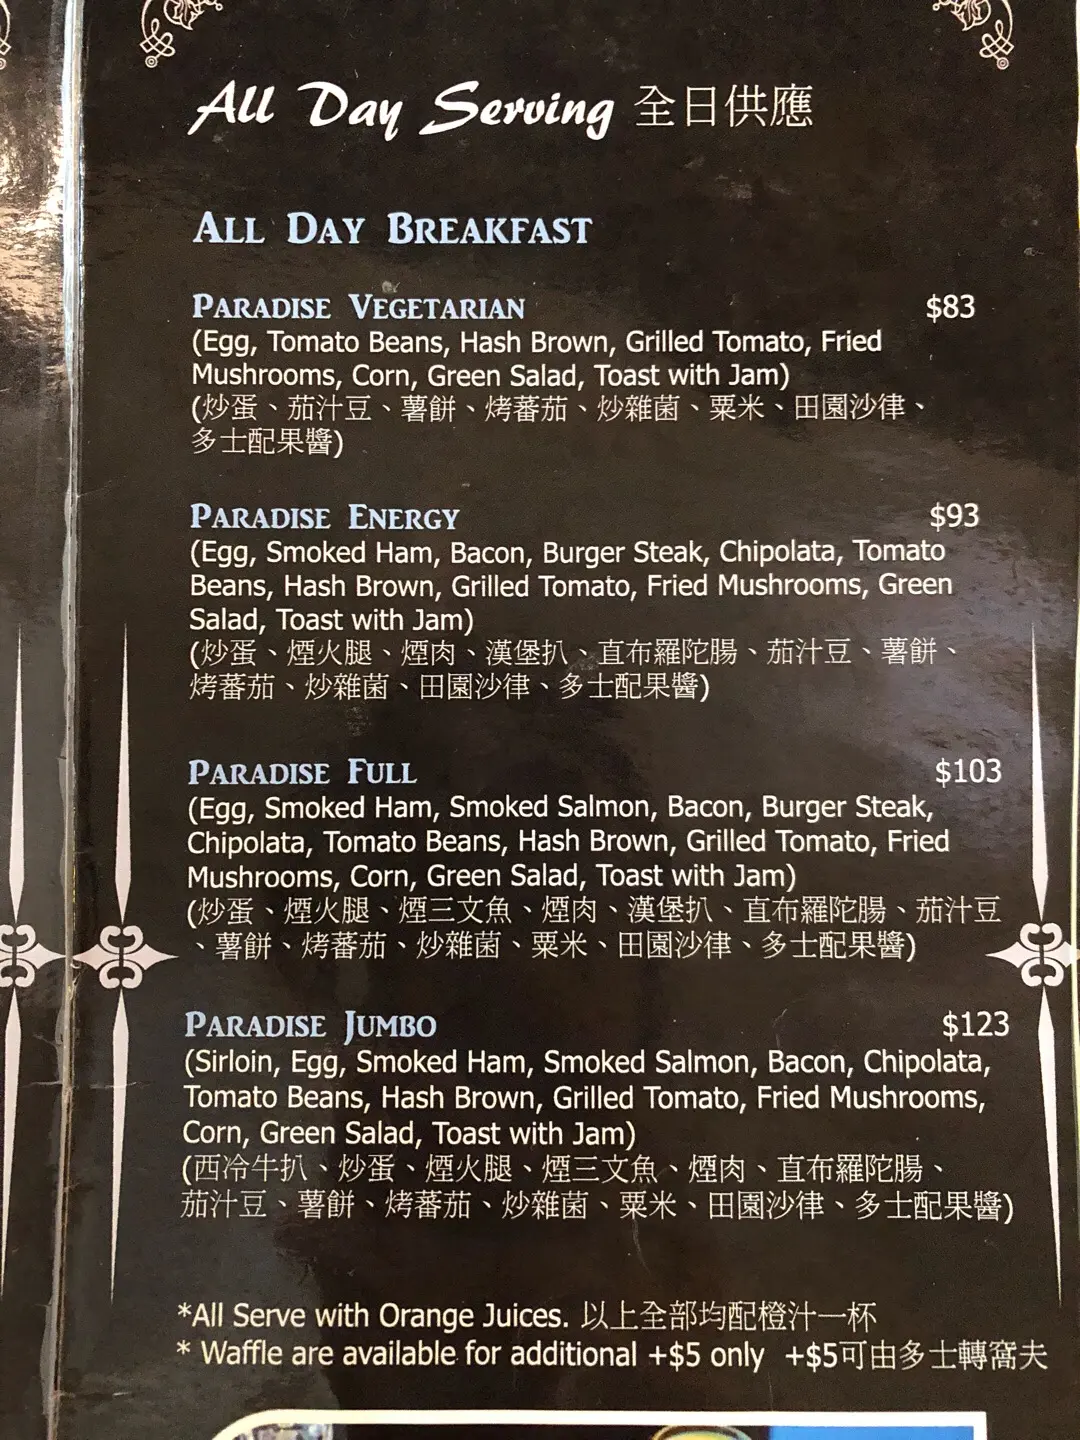 All Day Serving 全日供應
ALL DAY BREAKFAST
PARADISE VEGETARIAN $83
(Egg, Tomato Beans, Hash Brown, Grilled Tomato, Fried
Mushrooms, Corn, Green Salad, Toast with Jam)
(炒蛋、茄汁豆、薯餅、烤蕃茄、炒雜菌、粟米、田園沙律、
多士配果醬)
PARADISE ENERGY $93
(Egg, Smoked Ham, Bacon, Burger Steak, Chipolata, Tomato
Beans, Hash Brown, Grilled Tomato, Fried Mushrooms, Green
Salad, Toast with Jam)
(炒蛋、煙火腿、煙肉、漢堡扒、直布羅陀腸、茄汁豆、薯餅、
烤蕃茄、炒雜菌、田園沙律、多士配果醬)
PARADISE FULL $103
(Egg, Smoked Ham, Smoked Salmon, Bacon, Burger Steak,
Chipolata, Tomato Beans, Hash Brown, Grilled Tomato, Fried
Mushrooms, Corn, Green Salad, Toast with Jam)
(炒蛋、煙火腿、煙三文魚、煙肉、漢堡扒、直布羅陀腸、茄汁豆
、薯餅、烤蕃茄、炒雜菌、粟米、田園沙律、多士配果醬)
PARADISE JUMBO $123
(Sirloin, Egg, Smoked Ham, Smoked Salmon, Bacon, Chipolata,
Tomato Beans, Hash Brown, Grilled Tomato, Fried Mushrooms,
Corn, Green Salad, Toast with Jam)
(西冷牛扒、炒蛋、煙火腿、煙三文魚、煙肉、直布羅陀腸、
茄汁豆、薯餅、烤蕃茄、炒雜菌、粟米、田園沙律、多士配果醬)
*All Serve with Orange Juices. 以上全部均配橙汁一杯
* Waffle are available for additional +$5 only +$5可由多士轉窩夫